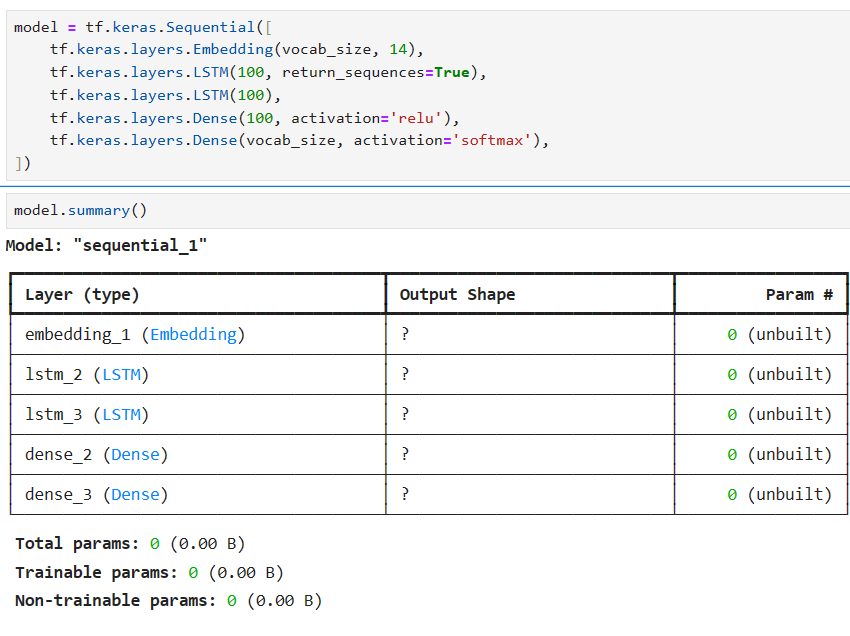 model = tf.keras.Sequential([
    tf.keras.layers.Embedding(vocab_size, 14),
    tf.keras.layers.LSTM(100, return_sequences=True),
    tf.keras.layers.LSTM(100),
    tf.keras.layers.Dense(100, activation='relu'),
    tf.keras.layers.Dense(vocab_size, activation='softmax'),
])
model.summary()
Model: "sequential_1"
Layer (type) Output Shape Param #
embedding_1 (Embedding) ? 0 (unbuilt)
lstm_2 (LSTM) ? 0 (unbuilt)
lstm_3 (LSTM) ? 0 (unbuilt)
dense_2 (Dense) ? 0 (unbuilt)
dense_3 (Dense) ? 0 (unbuilt)
Total params: 0 (0.00 B)
Trainable params: 0 (0.00 B)
Non-trainable params: 0 (0.00 B)